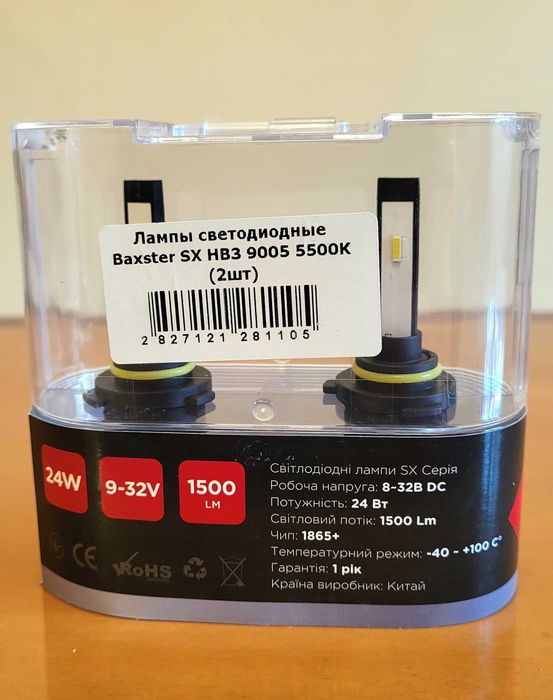 Лампы светодиодные
Baxster SX HB3 9005 5500K
(2шт)
2 827121 281105
24W
9-32V
1500
LM
CE
RoHS
Світлодіодні лампи SX Серія
Робоча напруга: 8~32В DC
Потужність: 24 Вт
Світловий потік: 1500 Lm
Чип: 1865+
Температурний режим: -40 ~ +100 C°
Гарантія: 1 рік
Країна виробник: Китай